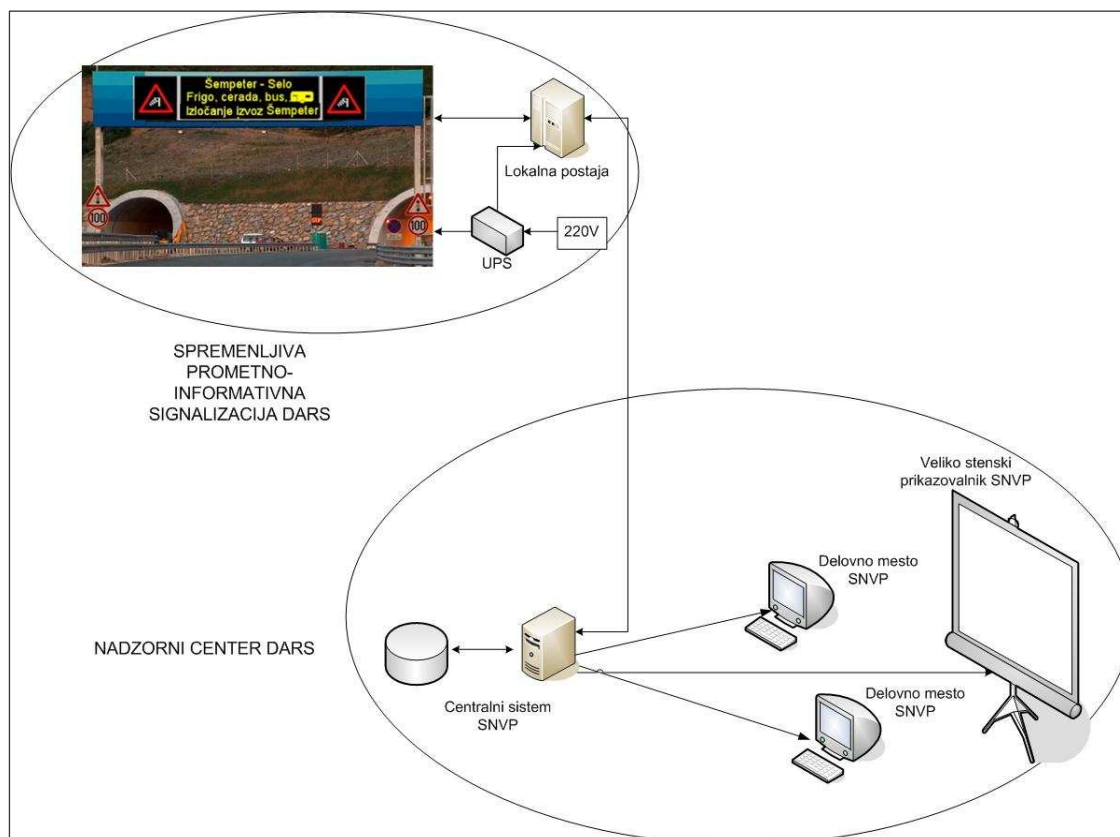 Šempeter - Selo
Frigo, cerada, bus,
Izločanje izvoz Šempeter
100
100
STOP
Lokalna postaja
220V
UPS
SPREMENLJIVA
PROMETNO-
INFORMATIVNA
SIGNALIZACIJA DARS
Veliko stenski
prikazovalnik SNVP
Delovno mesto
SNVP
NADZORNI CENTER DARS
Centralni sistem
SNVP
Delovno mesto
SNVP